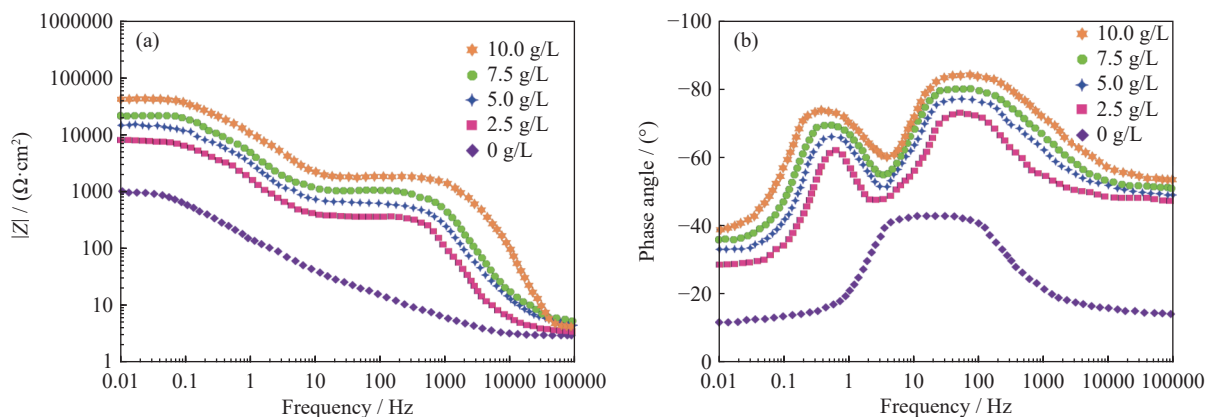 (a)
1000000
100000
10000
1000
100
10
1
|Z| / (Ω·cm²)
10.0 g/L
7.5 g/L
5.0 g/L
2.5 g/L
0 g/L
0.01 0.1 1 10 100 1000 10000 100000
Frequency / Hz
(b)
−100
−80
−60
−40
−20
0
Phase angle / (°)
10.0 g/L
7.5 g/L
5.0 g/L
2.5 g/L
0 g/L
0.01 0.1 1 10 100 1000 10000 100000
Frequency / Hz